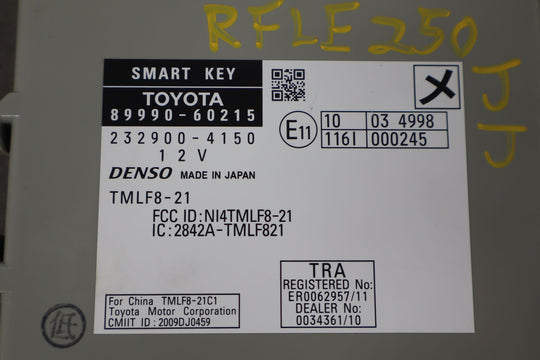 RFLE250
JJ
SMART KEY
TOYOTA
89990-60215
232900-4150
12V
DENSO MADE IN JAPAN
E11
10 03 4998
116I 000245
TMLF8-21
FCC ID:NI4TMLF8-21
IC:2842A-TMLF821
For China TMLF8-21C1
Toyota Motor Corporation
CMIIT ID:2009DJ0459
TRA
REGISTERED No:
ER0062957/11
DEALER No:
0034361/10